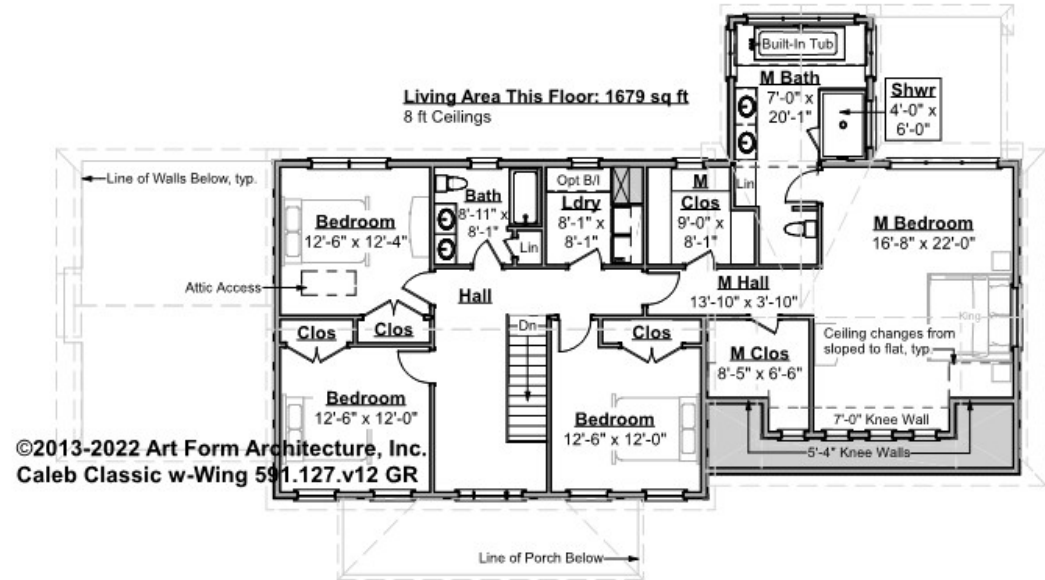 Built-In Tub
M Bath
7'-0" x
20'-1"
Shwr
4'-0" x
6'-0"
Living Area This Floor: 1679 sq ft
8 ft Ceilings
Line of Walls Below, typ.
Bedroom
12'-6" x 12'-4"
Bath
8'-11" x
8'-1"
Lin
Opt B/I
Ldry
8'-1" x
8'-1"
M
Clos
9'-0" x
8'-1"
Lin
M Bedroom
16'-8" x 22'-0"
Attic Access
Hall
M Hall
13'-10" x 3'-10"
King
Clos
Clos
Dn
Clos
M Clos
8'-5" x 6'-6"
Ceiling changes from
sloped to flat, typ.
Bedroom
12'-6" x 12'-0"
Bedroom
12'-6" x 12'-0"
7'-0" Knee Wall
5'-4" Knee Walls
©2013-2022 Art Form Architecture, Inc.
Caleb Classic w-Wing 591.127.v12 GR
Line of Porch Below